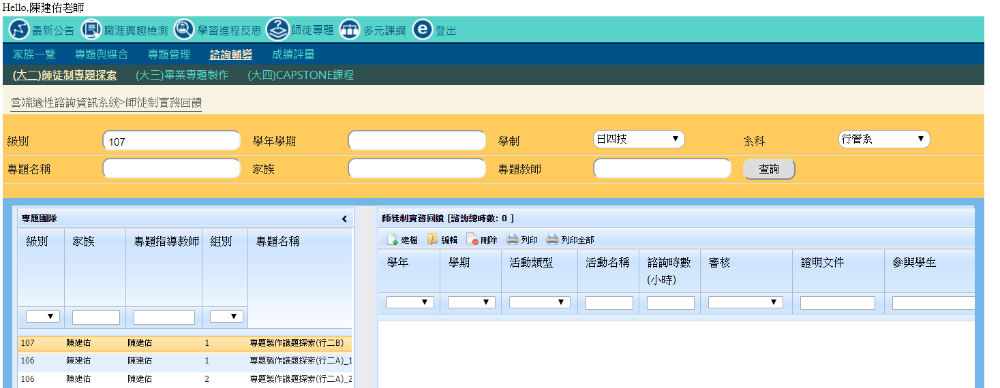 Hello,陳建佑老師
最新公告 職涯興趣檢測 學習進程反思 師徒專題 多元課綱 登出
家族一覽 專題與媒合 專題管理 諮詢輔導 成績評量
(大二)師徒制專題探索 (大三)畢業專題製作 (大四)CAPSTONE課程
雲端適性諮詢資訊系統>師徒制實務回饋
級別 107 學年學期 學制 日四技 系科 行管系
專題名稱 家族 專題教師 查詢
專題團隊
級別 家族 專題指導教師 組別 專題名稱
107 陳建佑 陳建佑 1 專題製作議題探索(行二B)
106 陳建佑 陳建佑 1 專題製作議題探索(行二A)_1
106 陳建佑 陳建佑 2 專題製作議題探索(行二A)_2
師徒制實務回饋 [諮詢總時數: 0 ]
建檔 編輯 刪除 列印 列印全部
學年 學期 活動類型 活動名稱 諮詢時數 審核 證明文件 參與學生
(小時)